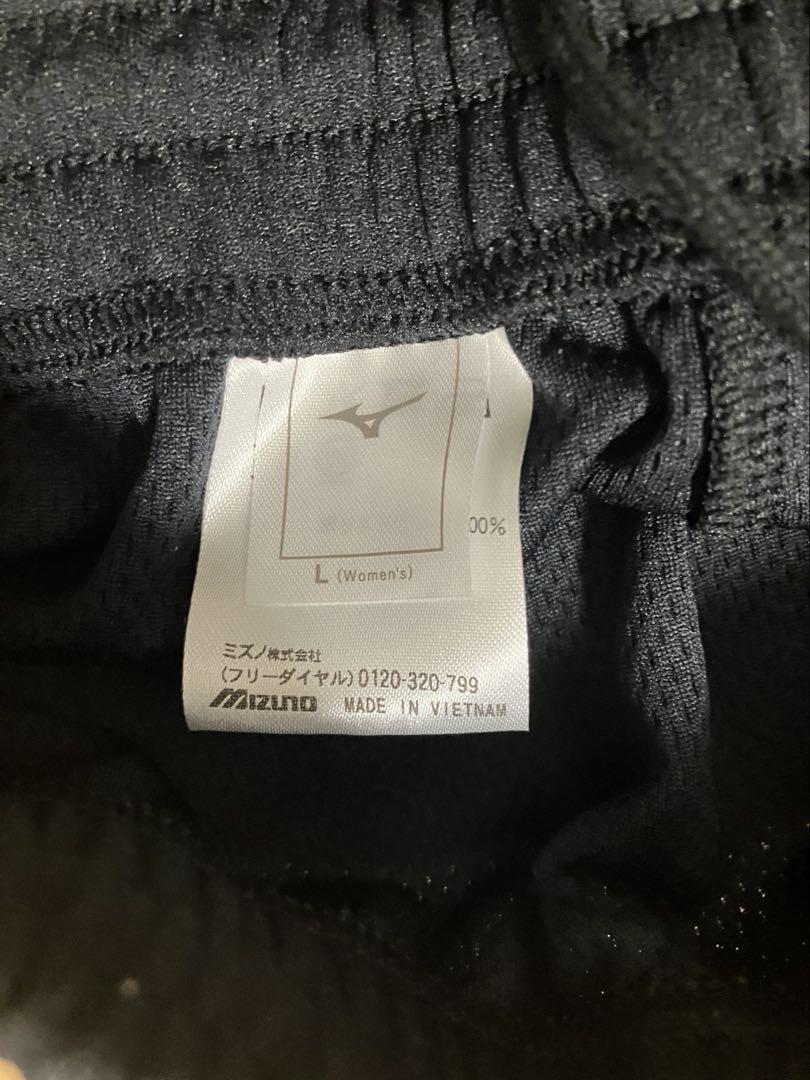 00%
L (Women's)
ミズノ株式会社
(フリーダイヤル)0120-320-799
MIZUNO MADE IN VIETNAM